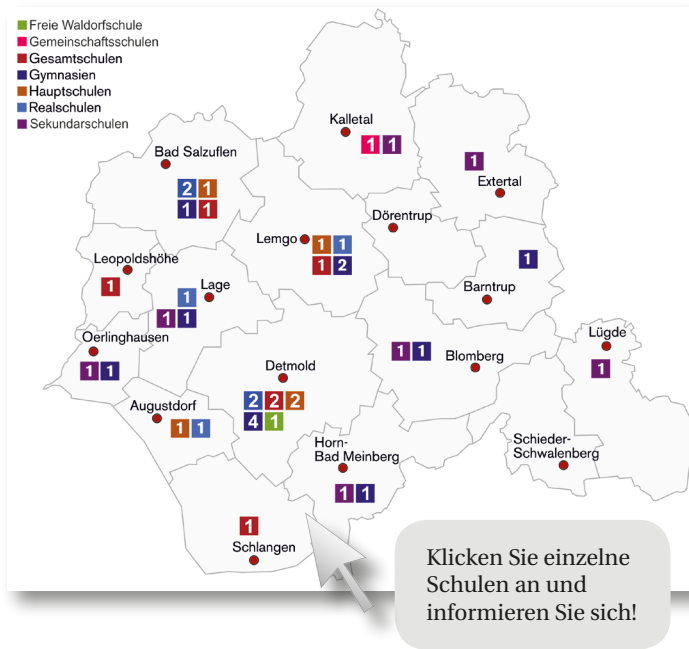 Freie Waldorfschule
Gemeinschaftsschulen
Gesamtschulen
Gymnasien
Hauptschulen
Realschulen
Sekundarschulen
Kalletal
1 1
Bad Salzuflen
2 1
1 1
1
Extertal
Dörentrup
Lemgo
1 1
1 2
1
Barntrup
Leopoldshöhe
1
Lage
1
1 1
Oerlinghausen
1 1
Lügde
1
1 1
Blomberg
Detmold
2 2 2
4 1
Augustdorf
1 1
Horn-
Bad Meinberg
1 1
Schieder-
Schwalenberg
1
Schlangen
Klicken Sie einzelne
Schulen an und
informieren Sie sich!